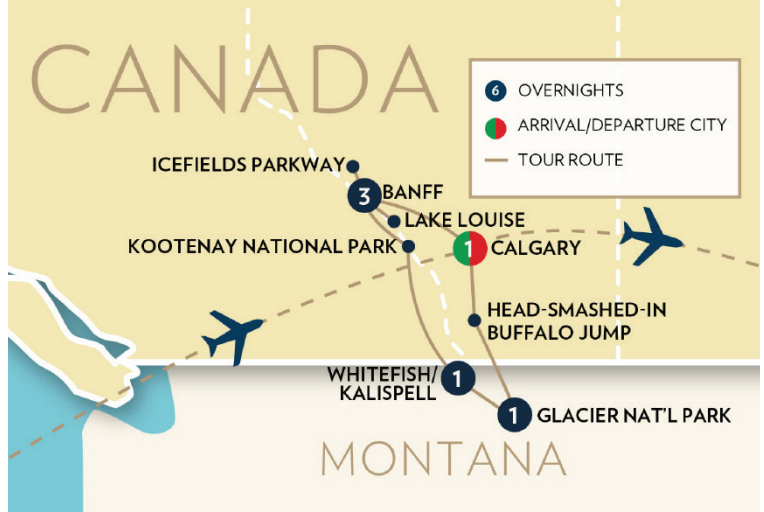 CANADA
6 OVERNIGHTS
ARRIVAL/DEPARTURE CITY
TOUR ROUTE
ICEFIELDS PARKWAY
3 BANFF
LAKE LOUISE
KOOTENAY NATIONAL PARK
1 CALGARY
HEAD-SMASHED-IN
BUFFALO JUMP
WHITEFISH/
KALISPELL
1
1 GLACIER NAT'L PARK
MONTANA